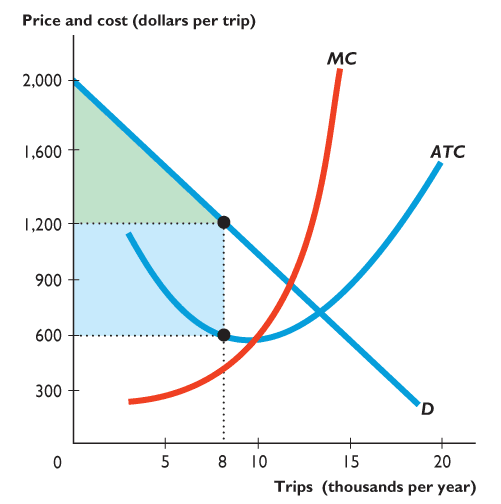 Price and cost (dollars per trip)
MC
2,000
1,600
ATC
1,200
900
600
300
D
0
5
8
10
15
20
Trips (thousands per year)